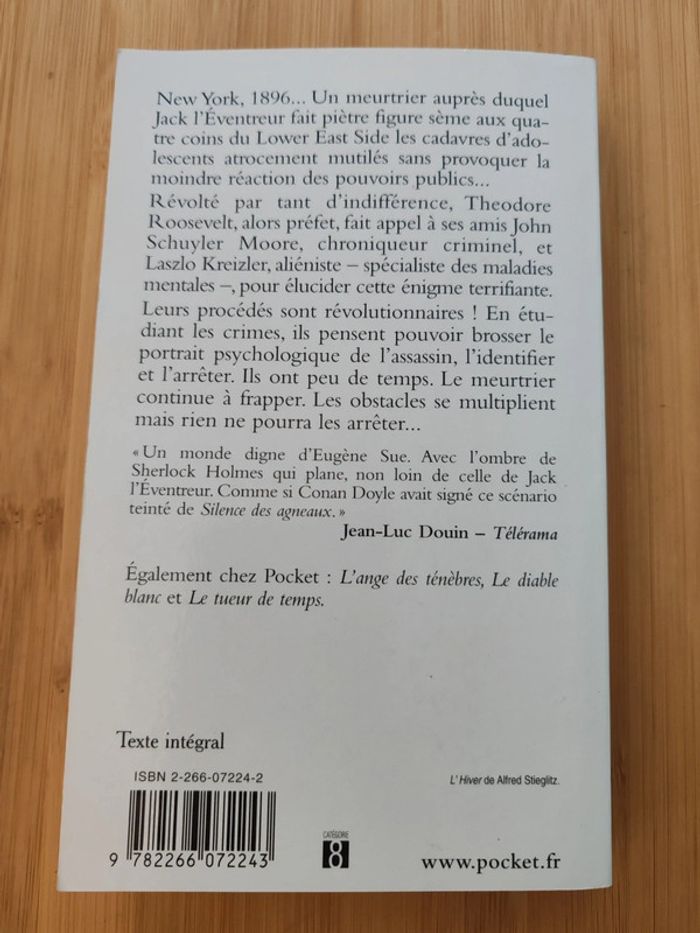 New York, 1896... Un meurtrier auprès duquel
Jack l'Éventreur fait piètre figure sème aux qua-
tre coins du Lower East Side les cadavres d'ado-
lescents atrocement mutilés sans provoquer la
moindre réaction des pouvoirs publics...
Révolté par tant d'indifférence, Theodore
Roosevelt, alors préfet, fait appel à ses amis John
Schuyler Moore, chroniqueur criminel, et
Laszlo Kreizler, aliéniste – spécialiste des maladies
mentales –, pour élucider cette énigme terrifiante.
Leurs procédés sont révolutionnaires ! En étu-
diant les crimes, ils pensent pouvoir brosser le
portrait psychologique de l'assassin, l'identifier
et l'arrêter. Ils ont peu de temps. Le meurtrier
continue à frapper. Les obstacles se multiplient
mais rien ne pourra les arrêter...
« Un monde digne d'Eugène Sue. Avec l'ombre de
Sherlock Holmes qui plane, non loin de celle de Jack
l'Éventreur. Comme si Conan Doyle avait signé ce scénario
teinté de Silence des agneaux. »
Jean-Luc Douin – Télérama
Également chez Pocket : L'ange des ténèbres, Le diable
blanc et Le tueur de temps.
Texte intégral
ISBN 2-266-07224-2
L'Hiver de Alfred Stieglitz.
9 782266 072243
CATÉGORIE
8
www.pocket.fr